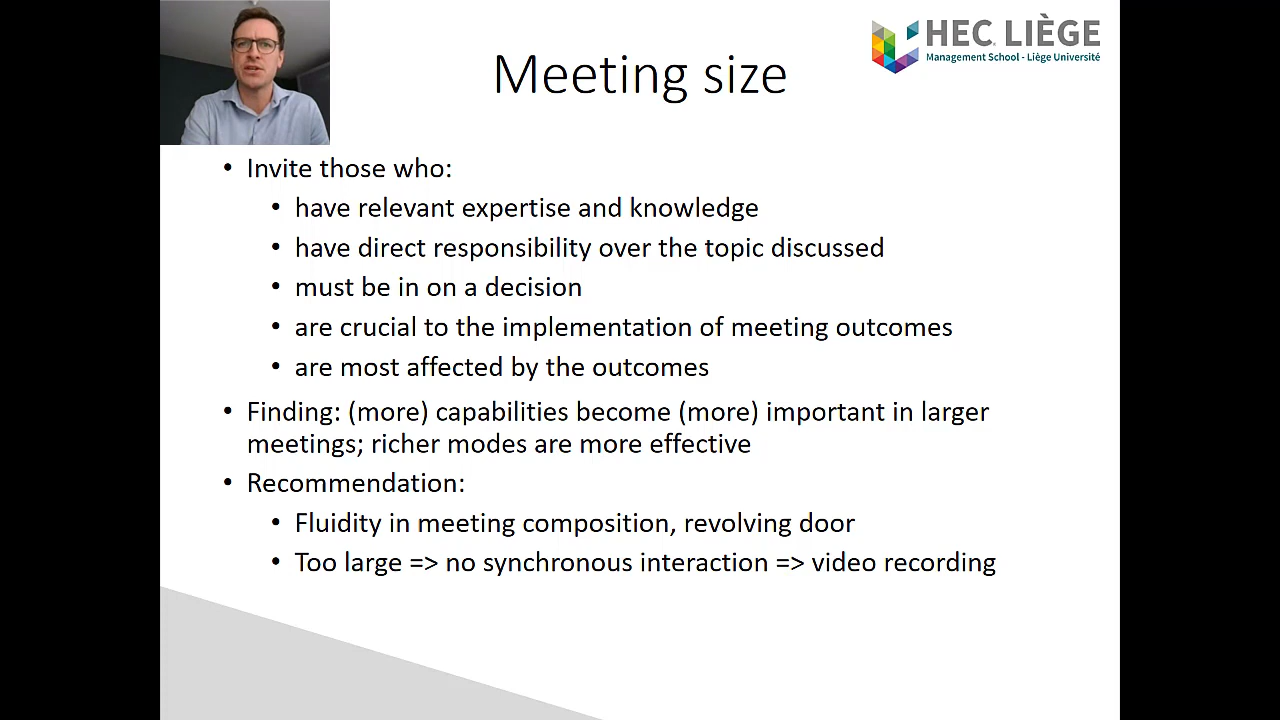 HEC LIÈGE
Management School - Liège Université
Meeting size
• Invite those who:
• have relevant expertise and knowledge
• have direct responsibility over the topic discussed
• must be in on a decision
• are crucial to the implementation of meeting outcomes
• are most affected by the outcomes
• Finding: (more) capabilities become (more) important in larger
meetings; richer modes are more effective
• Recommendation:
• Fluidity in meeting composition, revolving door
• Too large => no synchronous interaction => video recording